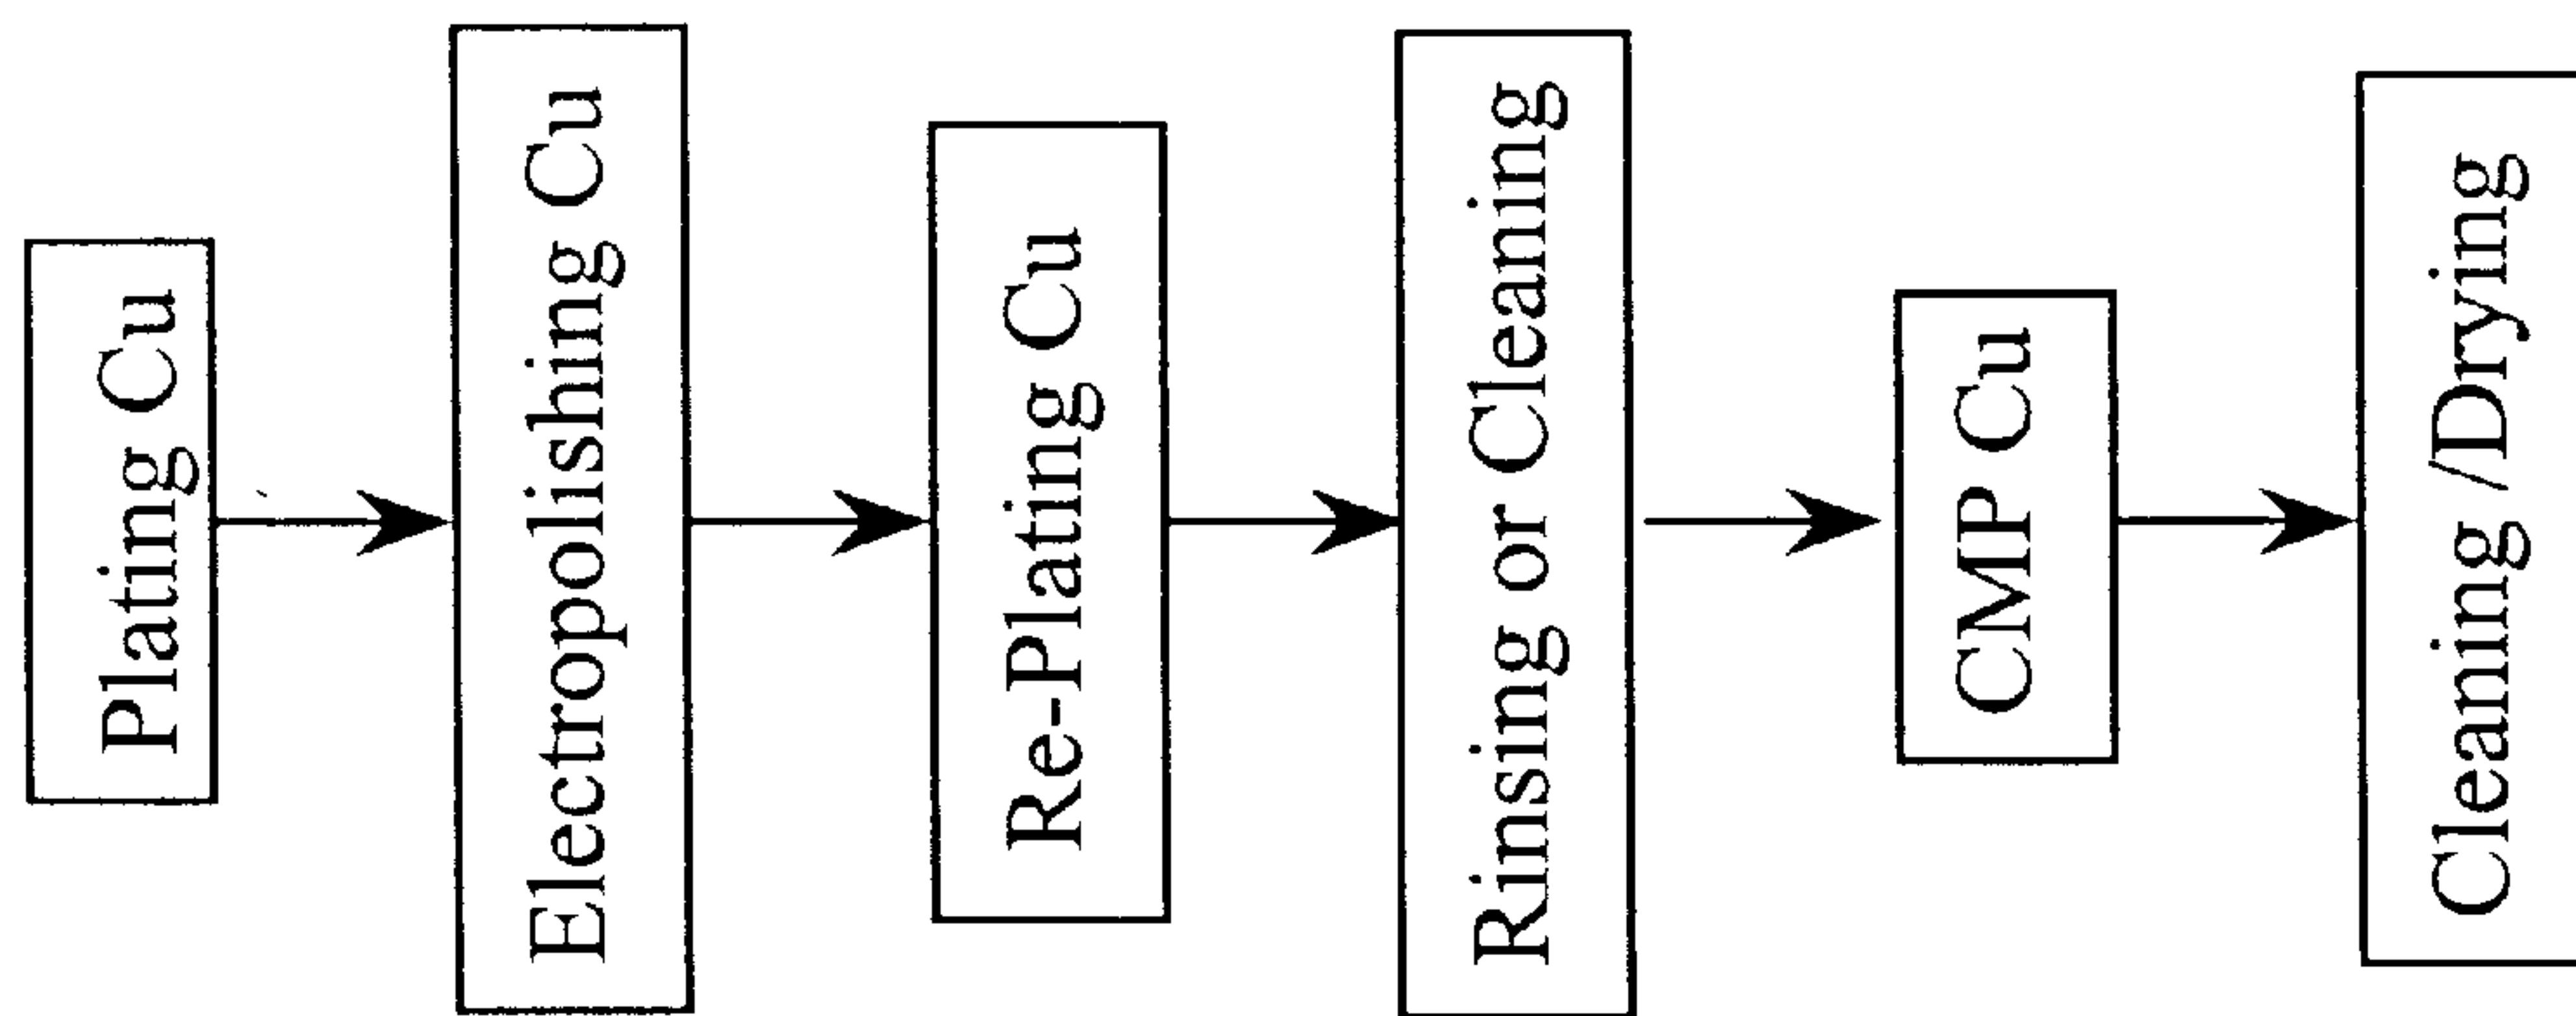 Plating Cu
Electropolishing Cu
Re-Plating Cu
Rinsing or Cleaning
CMP Cu
Cleaning /Drying